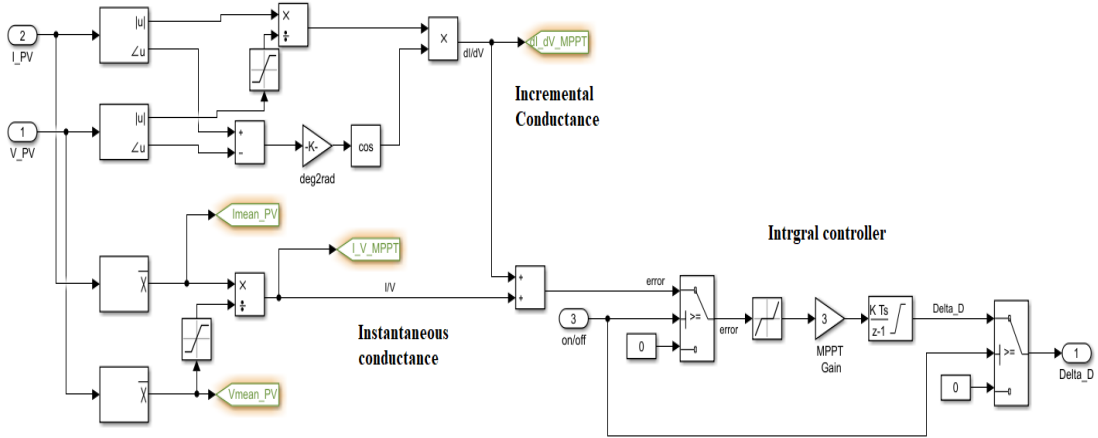 2
I_PV
|u|
∠u
×
÷
×
dI/dV
dI_dV_MPPT
Incremental
Conductance
1
V_PV
|u|
∠u
+
−
-K-
deg2rad
cos
Imean_PV
I_V_MPPT
Intrgral controller
X
×
÷
I/V
+
+
error
Instantaneous
conductance
3
on/off
>=
error
0
3
MPPT
Gain
K Ts
z-1
Delta_D
>=
0
1
Delta_D
X
Vmean_PV